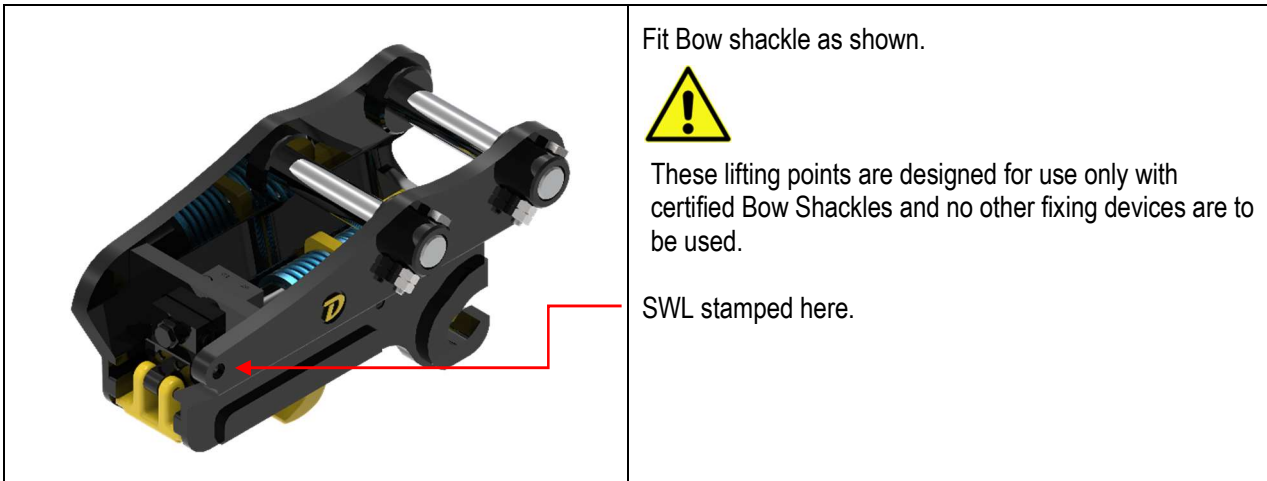 Fit Bow shackle as shown.
These lifting points are designed for use only with
certified Bow Shackles and no other fixing devices are to
be used.
SWL stamped here.
D